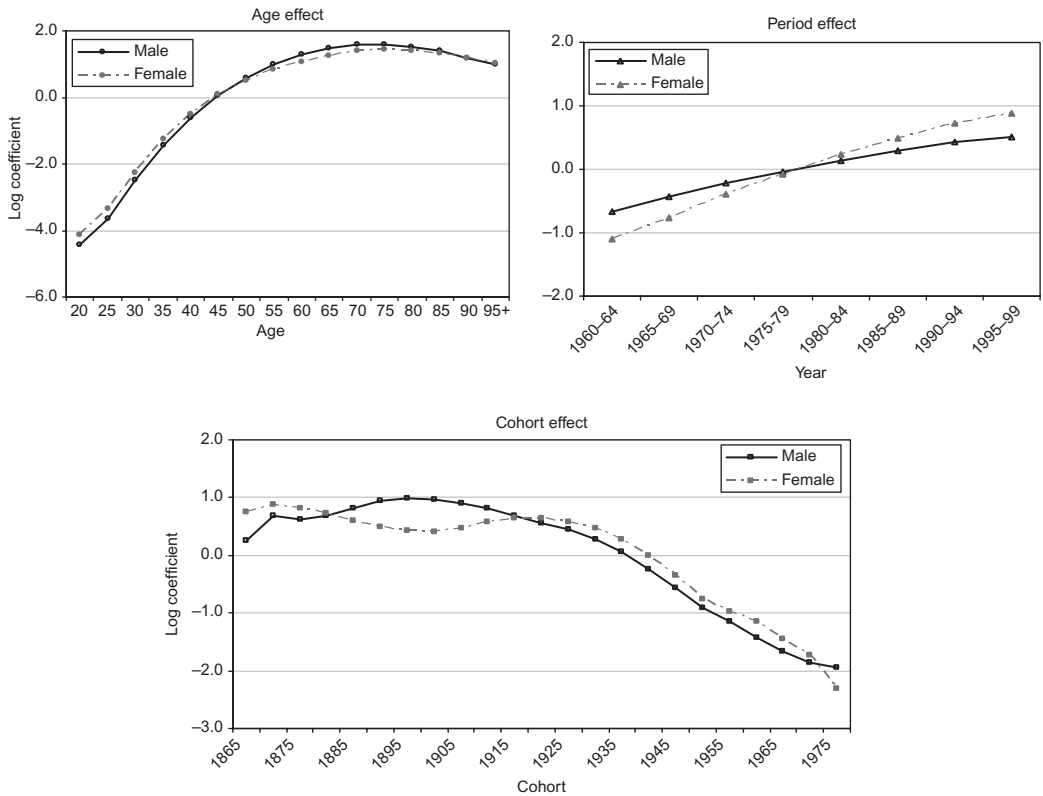 Age effect
2.0
0.0
–2.0
–4.0
–6.0
Log coefficient
Male
Female
20 25 30 35 40 45 50 55 60 65 70 75 80 85 90 95+
Age
Period effect
2.0
1.0
0.0
–1.0
–2.0
Male
Female
1960–64 1965–69 1970–74 1975-79 1980–84 1985–89 1990–94 1995–99
Year
Cohort effect
2.0
1.0
0.0
–1.0
–2.0
–3.0
Log coefficient
Male
Female
1865 1875 1885 1895 1905 1915 1925 1935 1945 1955 1965 1975
Cohort